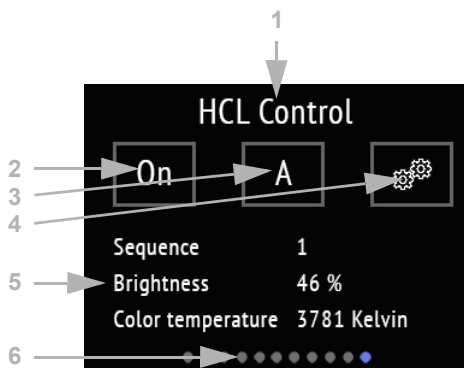 1
HCL Control
2
On
A
3
4
Sequence 1
5
Brightness 46 %
Color temperature 3781 Kelvin
6